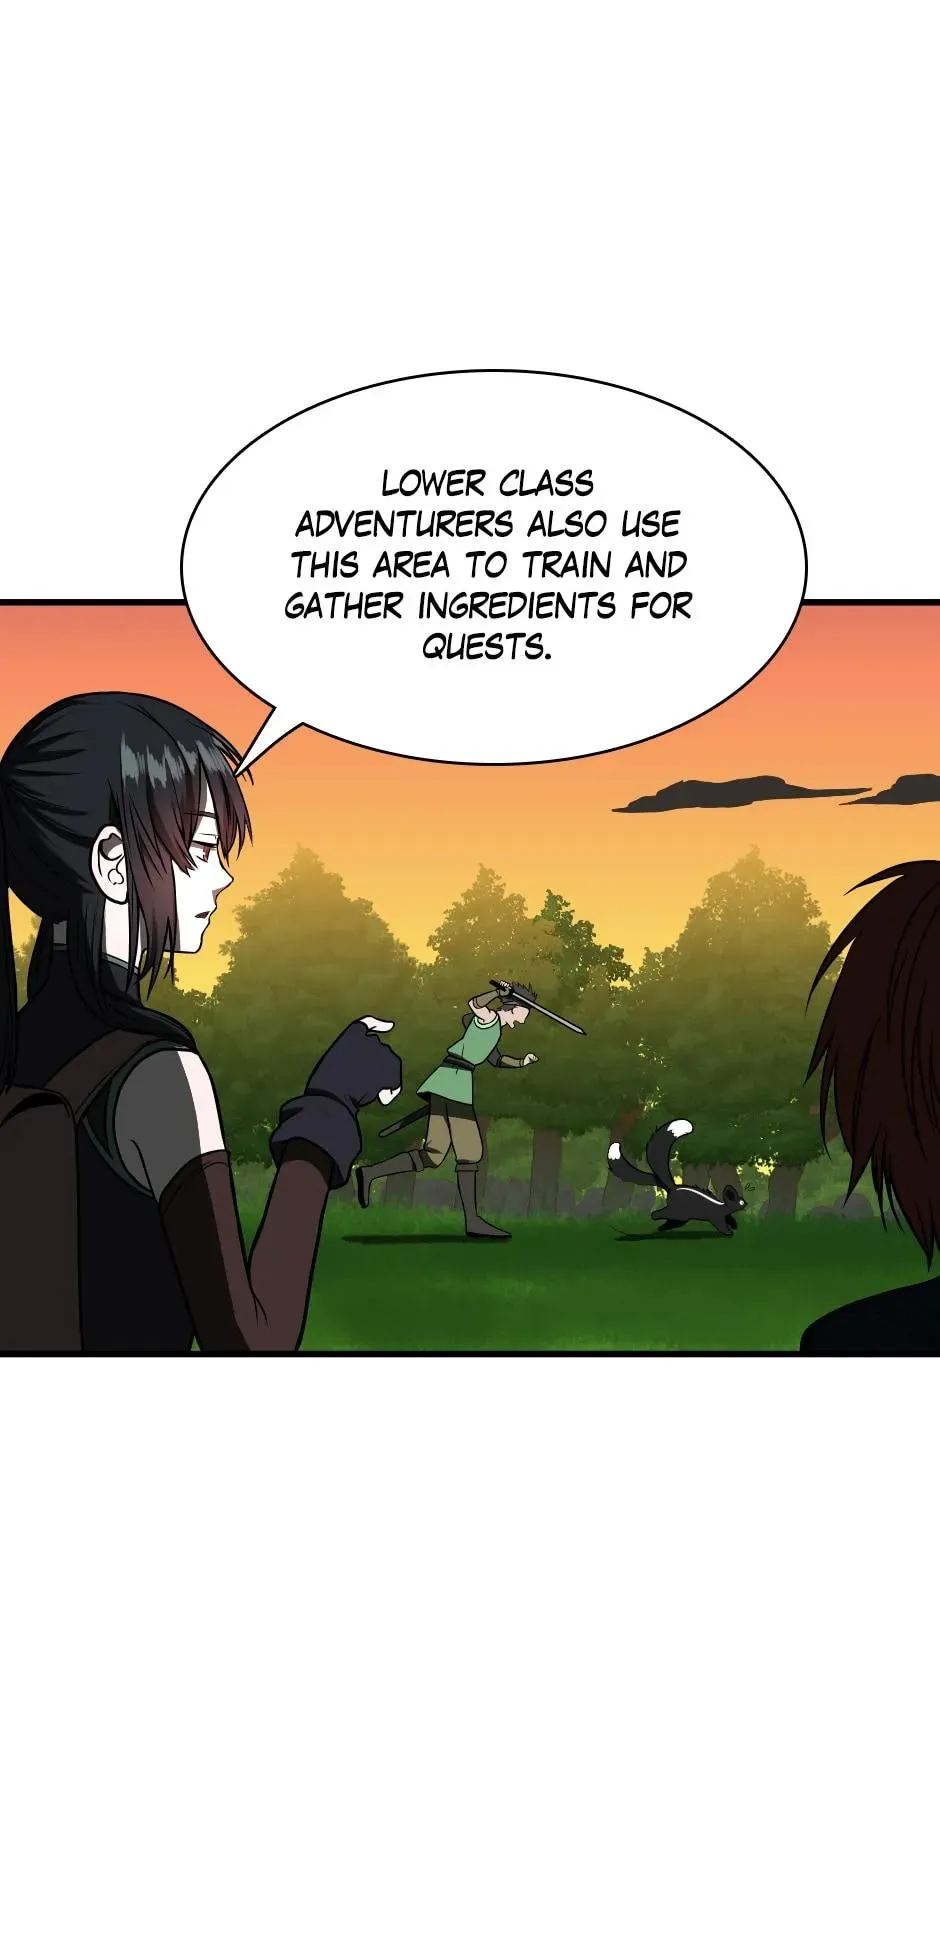 LOWER CLASS
ADVENTURERS ALSO USE
THIS AREA TO TRAIN AND
GATHER INGREDIENTS FOR
QUESTS.